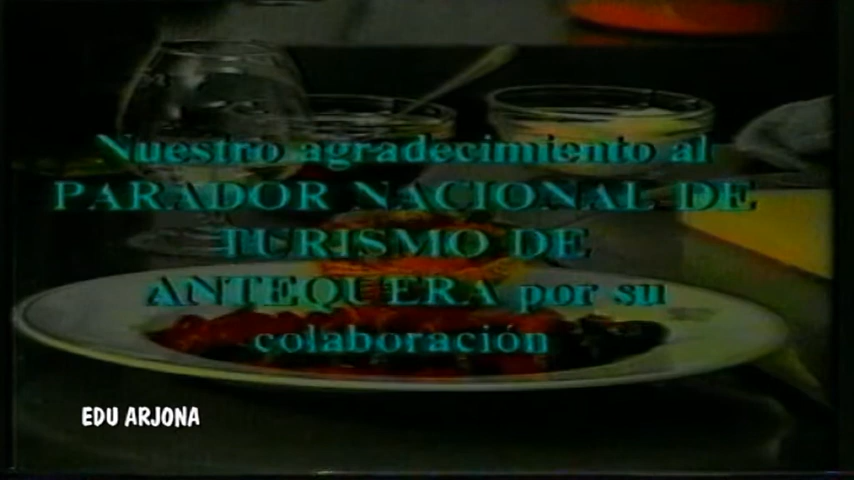 Nuestro agradecimiento al
PARADOR NACIONAL DE
TURISMO DE
ANTEQUERA por su
colaboración
EDU ARJONA